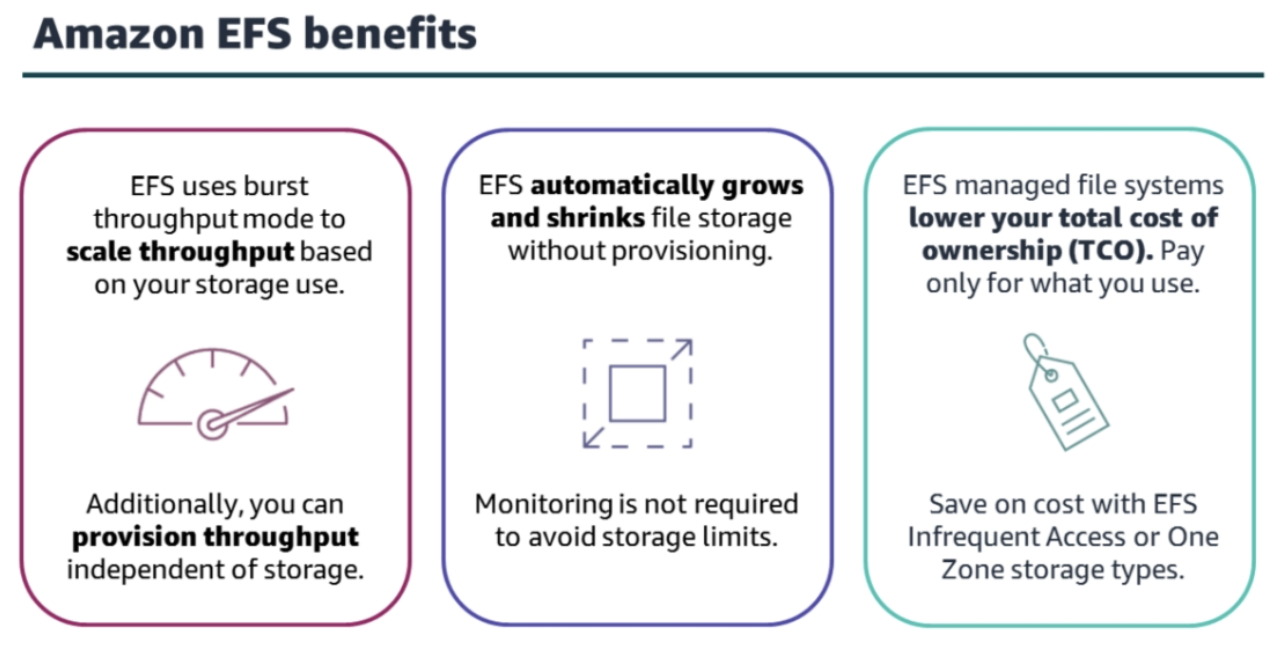 Amazon EFS benefits
EFS uses burst
throughput mode to
scale throughput based
on your storage use.
Additionally, you can
provision throughput
independent of storage.
EFS automatically grows
and shrinks file storage
without provisioning.
Monitoring is not required
to avoid storage limits.
EFS managed file systems
lower your total cost of
ownership (TCO). Pay
only for what you use.
Save on cost with EFS
Infrequent Access or One
Zone storage types.